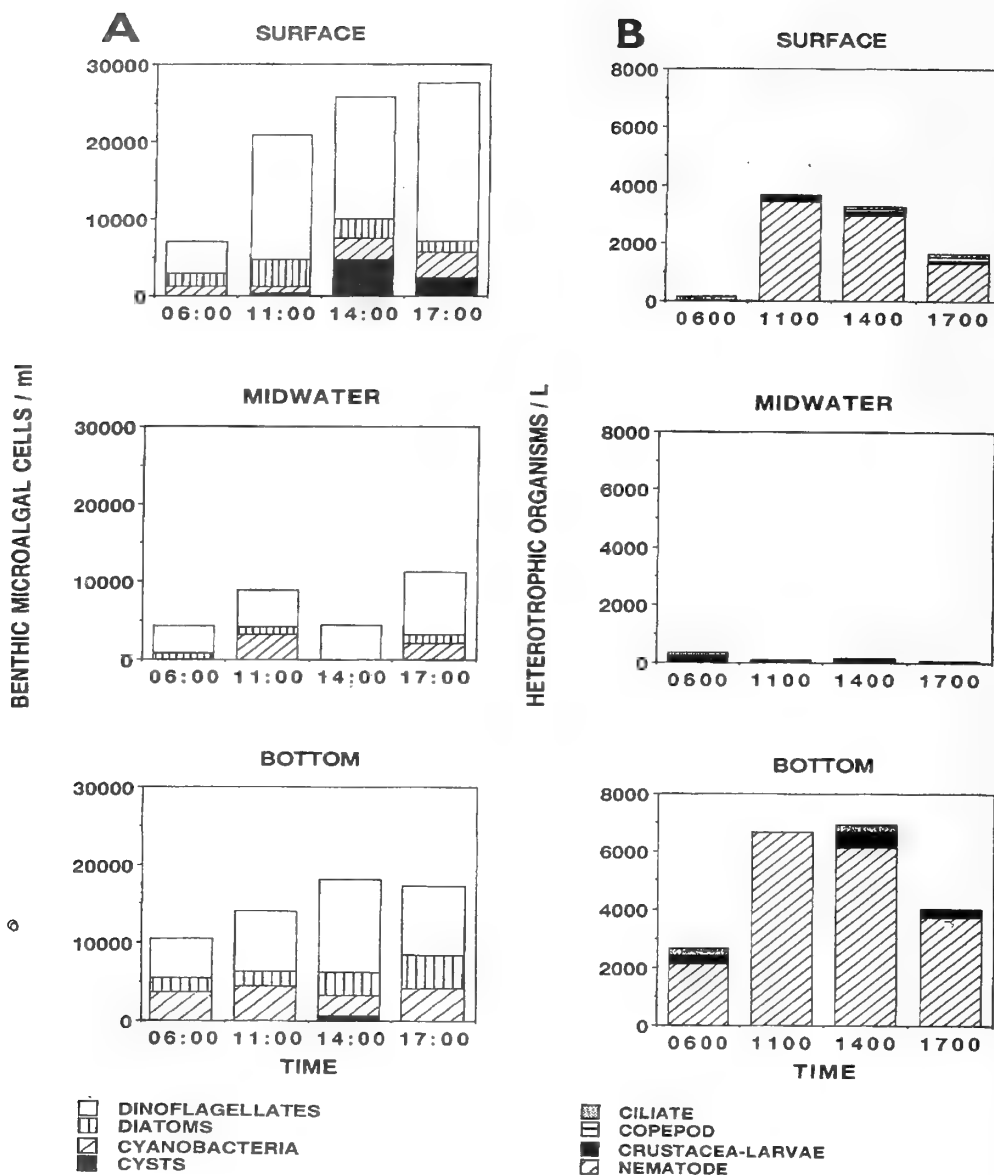 A
SURFACE
30000
20000
10000
0
06:00 11:00 14:00 17:00
MIDWATER
30000
20000
10000
0
06:00 11:00 14:00 17:00
BOTTOM
30000
20000
10000
0
06:00 11:00 14:00 17:00
TIME
BENTHIC MICROALGAL CELLS / ml
DINOFLAGELLATES
DIATOMS
CYANOBACTERIA
CYSTS
B
SURFACE
8000
6000
4000
2000
0
0600 1100 1400 1700
MIDWATER
8000
6000
4000
2000
0
0600 1100 1400 1700
BOTTOM
8000
6000
4000
2000
0
0600 1100 1400 1700
TIME
HETEROTROPHIC ORGANISMS / L
CILIATE
COPEPOD
CRUSTACEA-LARVAE
NEMATODE